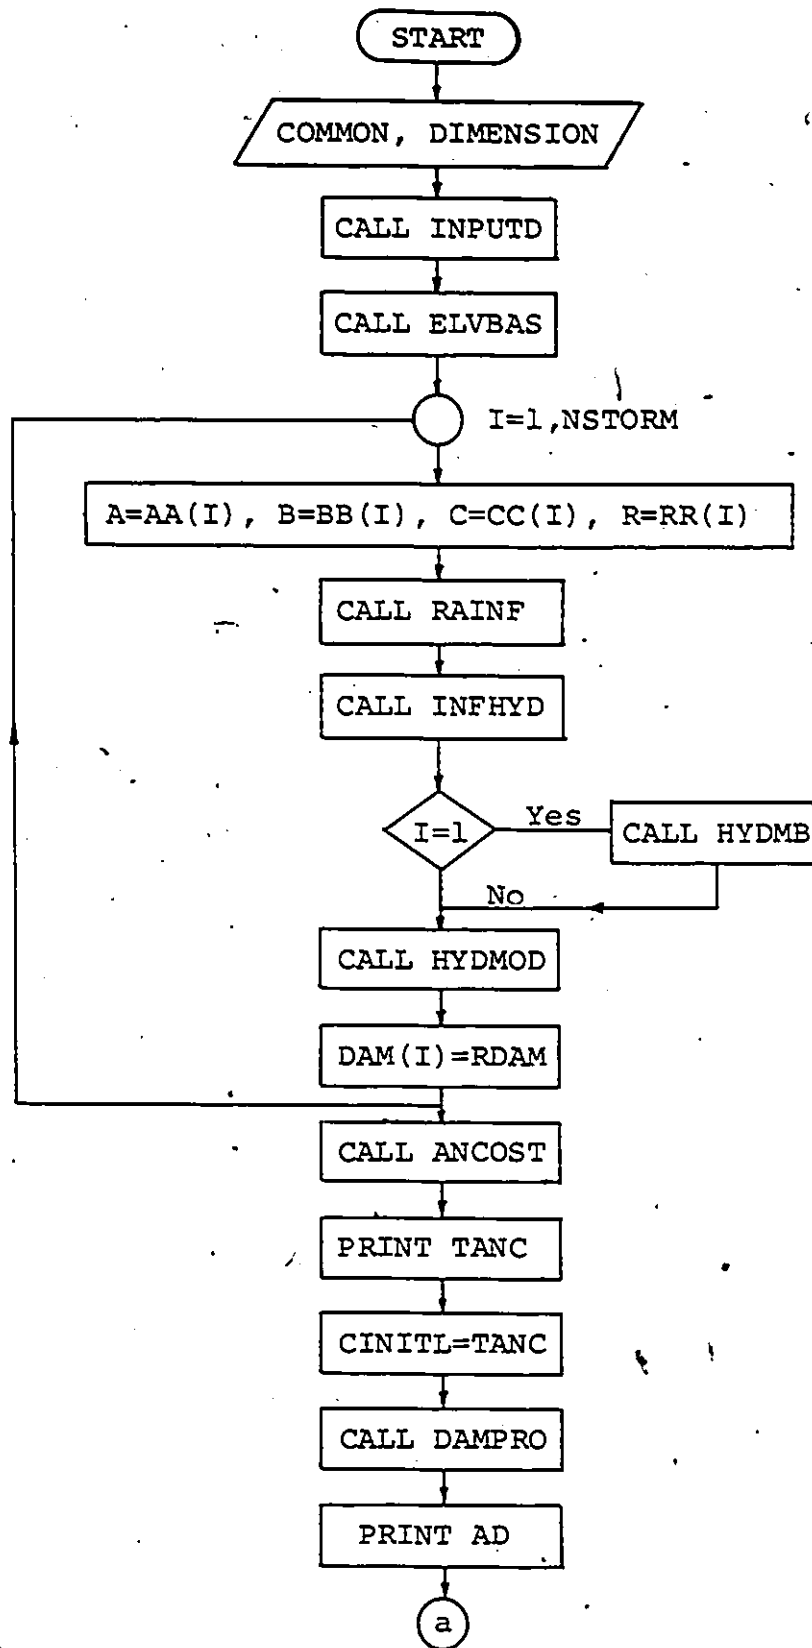 START
COMMON, DIMENSION
CALL INPUTD
CALL ELVBAS
I=1,NSTORM
A=AA(I), B=BB(I), C=CC(I), R=RR(I)
CALL RAINF
CALL INFHYD
I=1
Yes
CALL HYDMB
No
CALL HYDMOD
DAM(I)=RDAM
CALL ANCOST
PRINT TANC
CINITL=TANC
CALL DAMPRO
PRINT AD
a